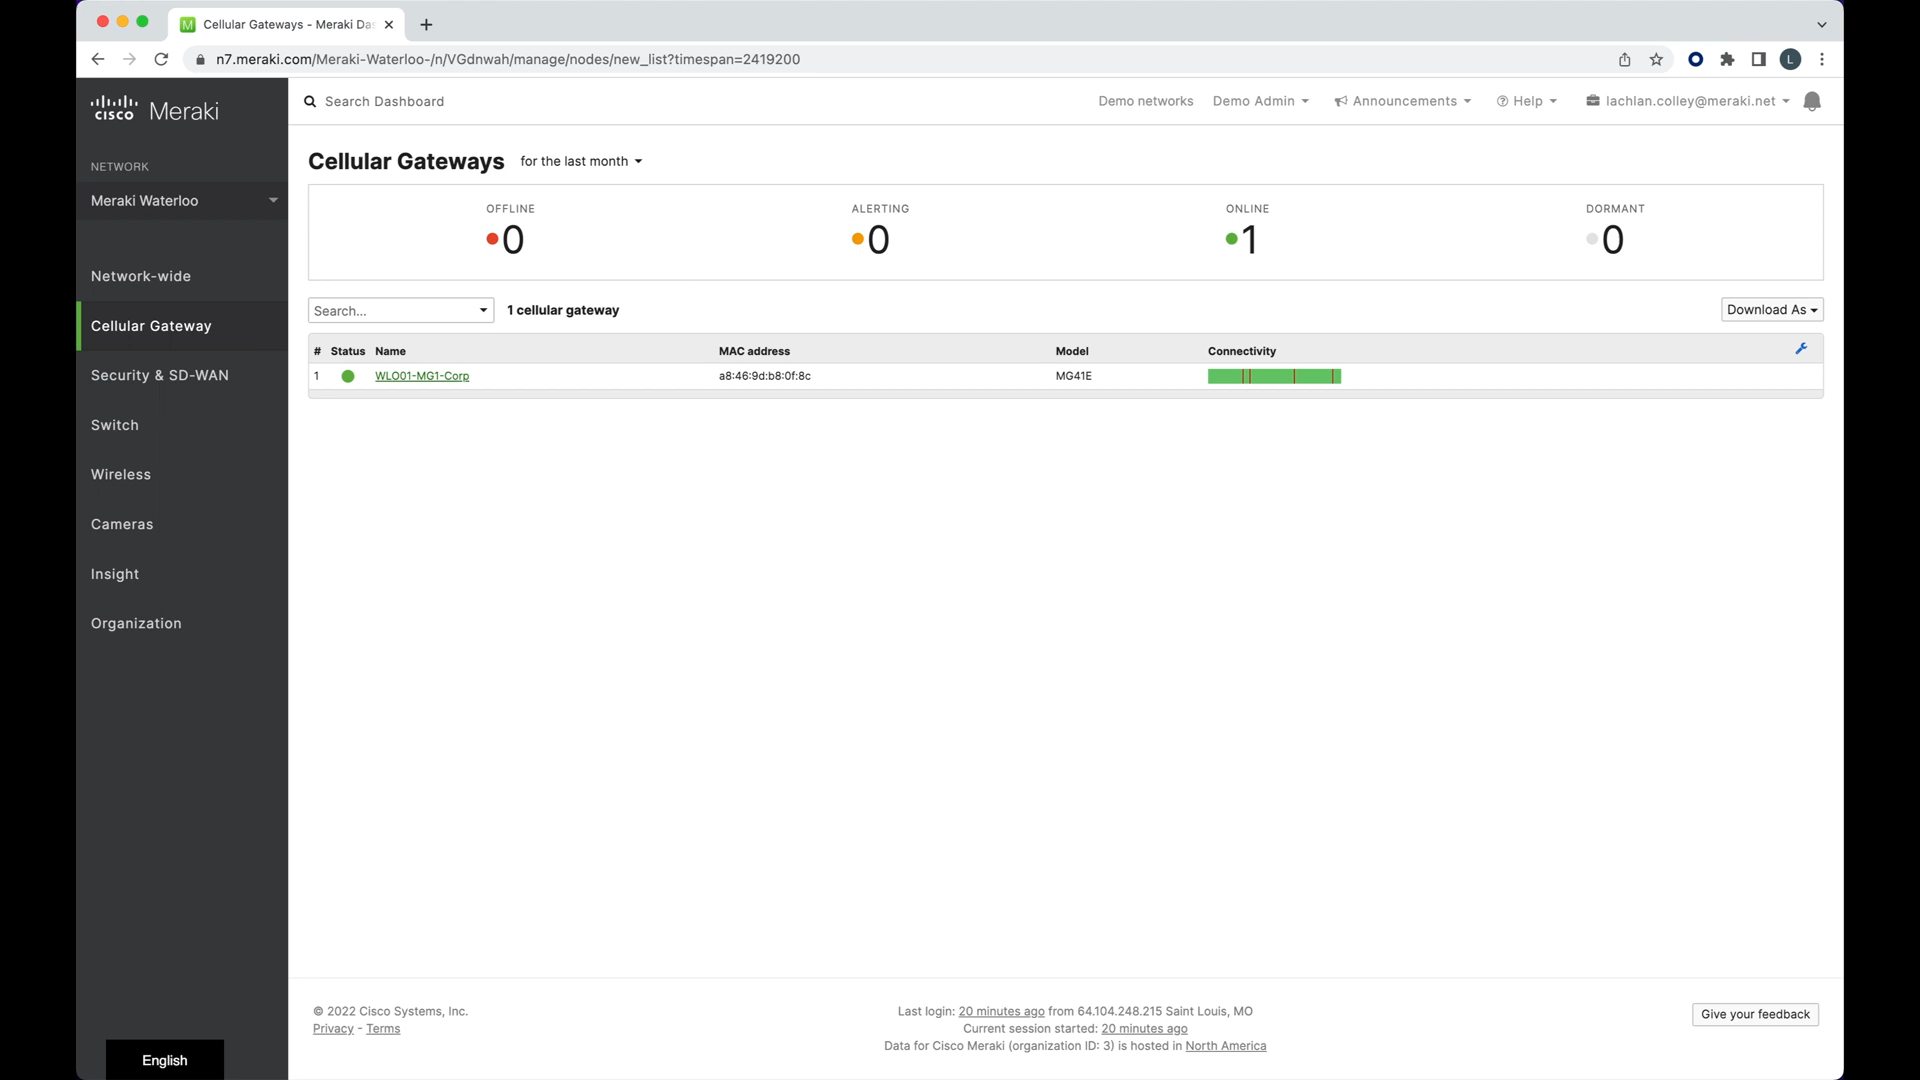 M Cellular Gateways - Meraki Da
n7.meraki.com/Meraki-Waterloo-/n/VGdnwah/manage/nodes/new_list?timespan=2419200
L
cisco Meraki
Search Dashboard
Demo networks
Demo Admin
Announcements
Help
lachlan.colley@meraki.net
NETWORK
Meraki Waterloo
Network-wide
Cellular Gateway
Security & SD-WAN
Switch
Wireless
Cameras
Insight
Organization
English
Cellular Gateways for the last month
OFFLINE
0
ALERTING
0
ONLINE
1
DORMANT
0
Search...
1 cellular gateway
Download As
# Status Name MAC address Model Connectivity
1 WLO01-MG1-Corp a8:46:9d:b8:0f:8c MG41E
© 2022 Cisco Systems, Inc.
Privacy - Terms
Last login: 20 minutes ago from 64.104.248.215 Saint Louis, MO
Current session started: 20 minutes ago
Data for Cisco Meraki (organization ID: 3) is hosted in North America
Give your feedback